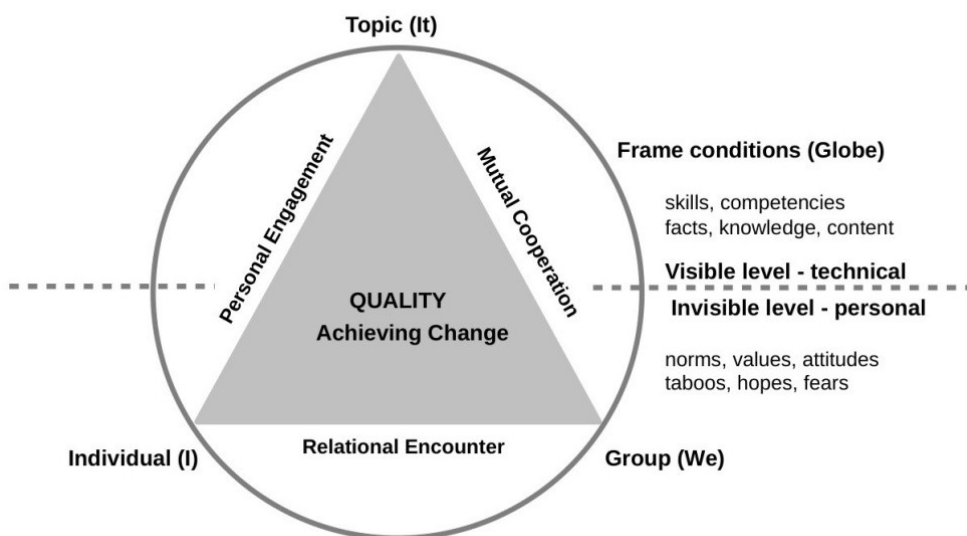 Topic (It)
Personal Engagement
Mutual Cooperation
Frame conditions (Globe)
skills, competencies
facts, knowledge, content
Visible level - technical
Invisible level - personal
QUALITY
Achieving Change
norms, values, attitudes
taboos, hopes, fears
Relational Encounter
Individual (I)
Group (We)